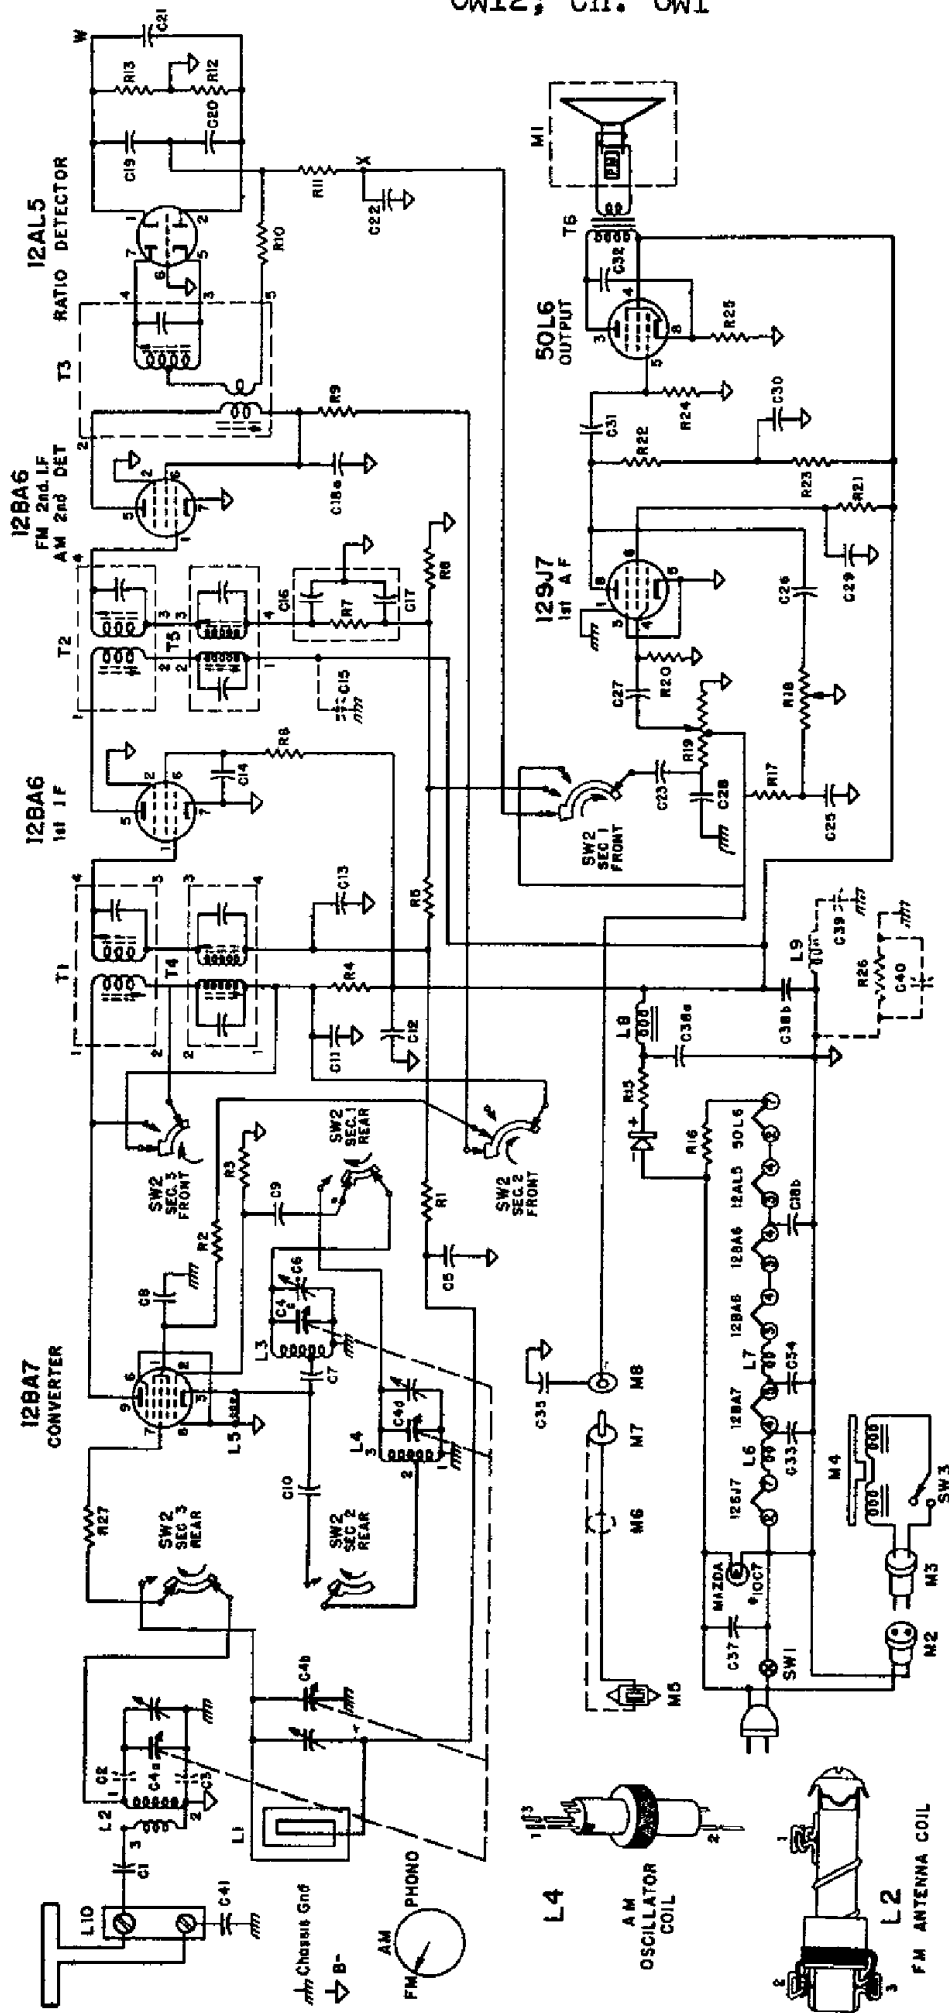 12BA7
CONVERTER
12BA6
1st IF
12BA6
FM 2nd. I.F
AM 2nd DET
12AL5
RATIO DETECTOR
T1
T4
T2
T5
T3
W
C21
R13
R12
C19
C20
R11
X
C22
R10
R9
C18a
C16
R7
C17
R8
C15
R6
C14
C13
R5
R4
C11
C12
SW2
SEC. 3
FRONT
SW2
SEC. 1
REAR
SW2
SEC. 2
FRONT
R3
R2
C9
R1
C5
C8
L5
L3
C6
C7
L4
C4d
C10
R27
SW2
SEC 3
REAR
SW2
SEC 2
REAR
C2
C4a
C3
L2
C1
L10
C41
L1
C4b
Chassis Gnd
B-
AM
FM
PHONO
L4
AM
OSCILLATOR
COIL
L2
FM ANTENNA COIL
50L6
OUTPUT
T6
M1
PM
C32
R25
C31
R24
R22
C30
R23
R21
C29
1st AF
C26
C27
R20
R18
R19
R17
C25
C23
C28
SW2
SEC 1
FRONT
C35
M8
M7
M6
M5
L9
C39
R26
C40
C38b
L8
C38a
R15
R16
50L6
12AL5
12BA6
12BA6
L7
12BA7
L6
12SJ7
C18b
C34
C33
MAZDA
C37
SW1
M2
M3
M4
SW3